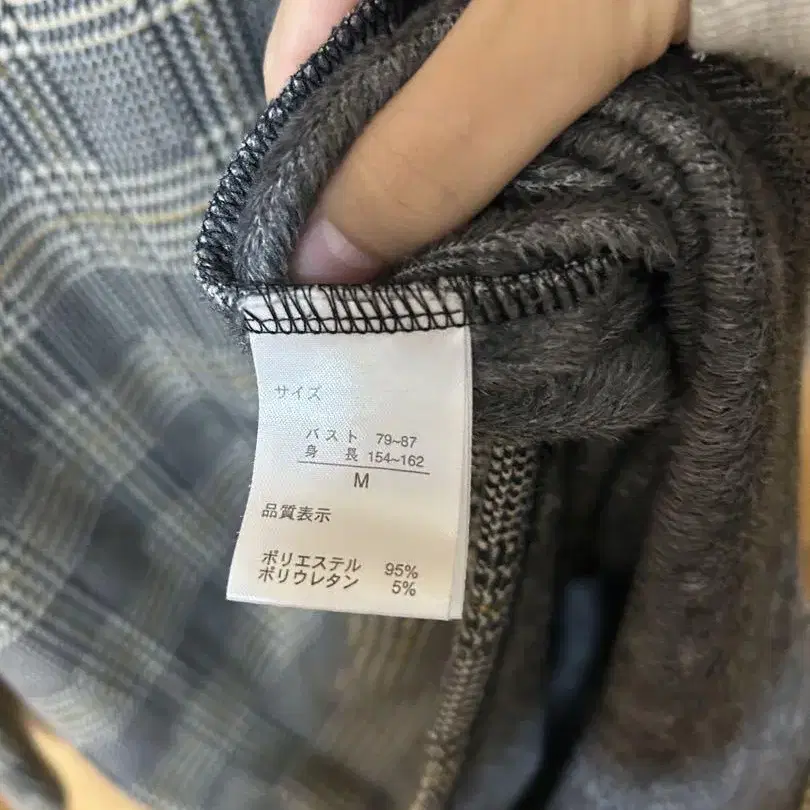 サイズ
バスト 79~87
身 長 154~162
M
品質表示
ポリエステル 95%
ポリウレタン 5%